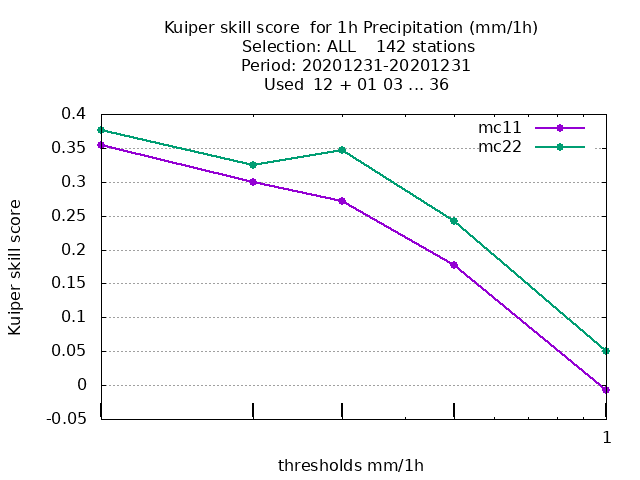 Kuiper skill score  for 1h Precipitation (mm/1h)
Selection: ALL    142 stations
Period: 20201231-20201231
Used  12 + 01 03 ... 36
mc11
mc22
0.4
0.35
0.3
0.25
0.2
0.15
0.1
0.05
0
-0.05
Kuiper skill score
1
thresholds mm/1h